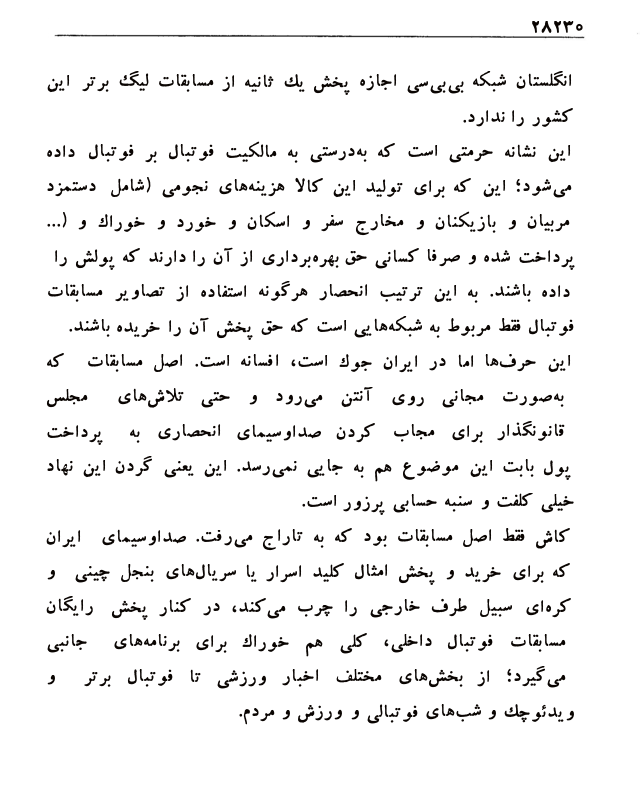 ۲۸۲۳۰
انگلستان شبکه بی‌بی‌سی اجازه پخش يك ثانیه از مسابقات لیگ برتر این
کشور را ندارد.
این نشانه حرمتی است که به‌درستی به مالکیت فوتبال بر فوتبال داده
می‌شود؛ این که برای تولید این کالا هزینه‌های نجومی (شامل دستمزد
مربیان و بازیکنان و مخارج سفر و اسکان و خورد و خوراك و (...
پرداخت شده و صرفا کسانی حق بهره‌برداری از آن را دارند که پولش را
داده باشند. به این ترتیب انحصار هرگونه استفاده از تصاویر مسابقات
فوتبال فقط مربوط به شبکه‌هایی است که حق پخش آن را خریده باشند.
این حرف‌ها اما در ایران جوك است، افسانه است. اصل مسابقات که
به‌صورت مجانی روی آنتن می‌رود و حتی تلاش‌های مجلس
قانونگذار برای مجاب کردن صداوسیمای انحصاری به پرداخت
پول بابت این موضوع هم به جایی نمی‌رسد. این یعنی گردن این نهاد
خیلی کلفت و سنبه حسابی پرزور است.
کاش فقط اصل مسابقات بود که به تاراج می‌رفت. صداوسیمای ایران
که برای خرید و پخش امثال کلید اسرار یا سریال‌های بنجل چینی و
کره‌ای سبیل طرف خارجی را چرب می‌کند، در کنار پخش رایگان
مسابقات فوتبال داخلی، کلی هم خوراك برای برنامه‌های جانبی
می‌گیرد؛ از بخش‌های مختلف اخبار ورزشی تا فوتبال برتر و
ویدئوچك و شب‌های فوتبالی و ورزش و مردم.